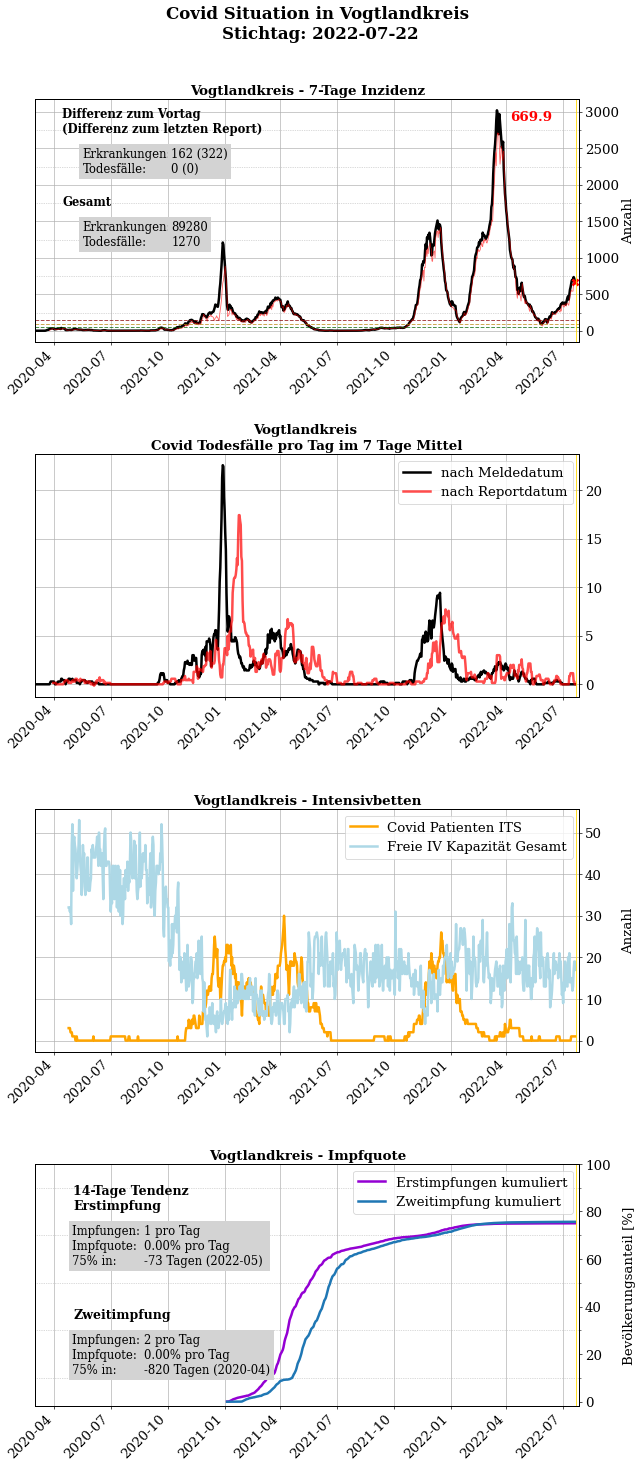 Covid Situation in Vogtlandkreis
Stichtag: 2022-07-22
Vogtlandkreis - 7-Tage Inzidenz
Differenz zum Vortag
(Differenz zum letzten Report)
Erkrankungen 162 (322)
Todesfälle: 0 (0)
Gesamt
Erkrankungen 89280
Todesfälle: 1270
669.9
3000
2500
2000
1500
1000
500
0
Anzahl
2020-04
2020-07
2020-10
2021-01
2021-04
2021-07
2021-10
2022-01
2022-04
2022-07
Vogtlandkreis
Covid Todesfälle pro Tag im 7 Tage Mittel
nach Meldedatum
nach Reportdatum
20
15
10
5
0
2020-04
2020-07
2020-10
2021-01
2021-04
2021-07
2021-10
2022-01
2022-04
2022-07
Vogtlandkreis - Intensivbetten
Covid Patienten ITS
Freie IV Kapazität Gesamt
50
40
30
20
10
0
Anzahl
2020-04
2020-07
2020-10
2021-01
2021-04
2021-07
2021-10
2022-01
2022-04
2022-07
Vogtlandkreis - Impfquote
Erstimpfungen kumuliert
Zweitimpfung kumuliert
14-Tage Tendenz
Erstimpfung
Impfungen: 1 pro Tag
Impfquote: 0.00% pro Tag
75% in: -73 Tagen (2022-05)
Zweitimpfung
Impfungen: 2 pro Tag
Impfquote: 0.00% pro Tag
75% in: -820 Tagen (2020-04)
100
80
60
40
20
0
Bevölkerungsanteil [%]
2020-04
2020-07
2020-10
2021-01
2021-04
2021-07
2021-10
2022-01
2022-04
2022-07